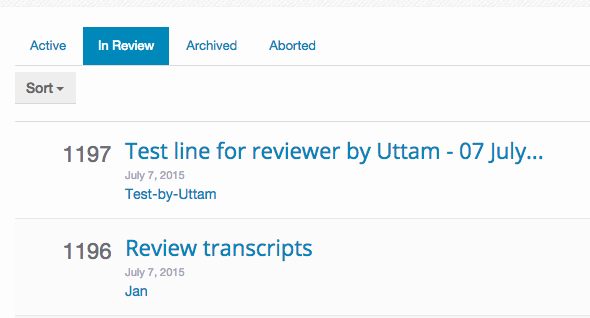 Active In Review Archived Aborted
Sort
1197 Test line for reviewer by Uttam - 07 July...
July 7, 2015
Test-by-Uttam
1196 Review transcripts
July 7, 2015
Jan